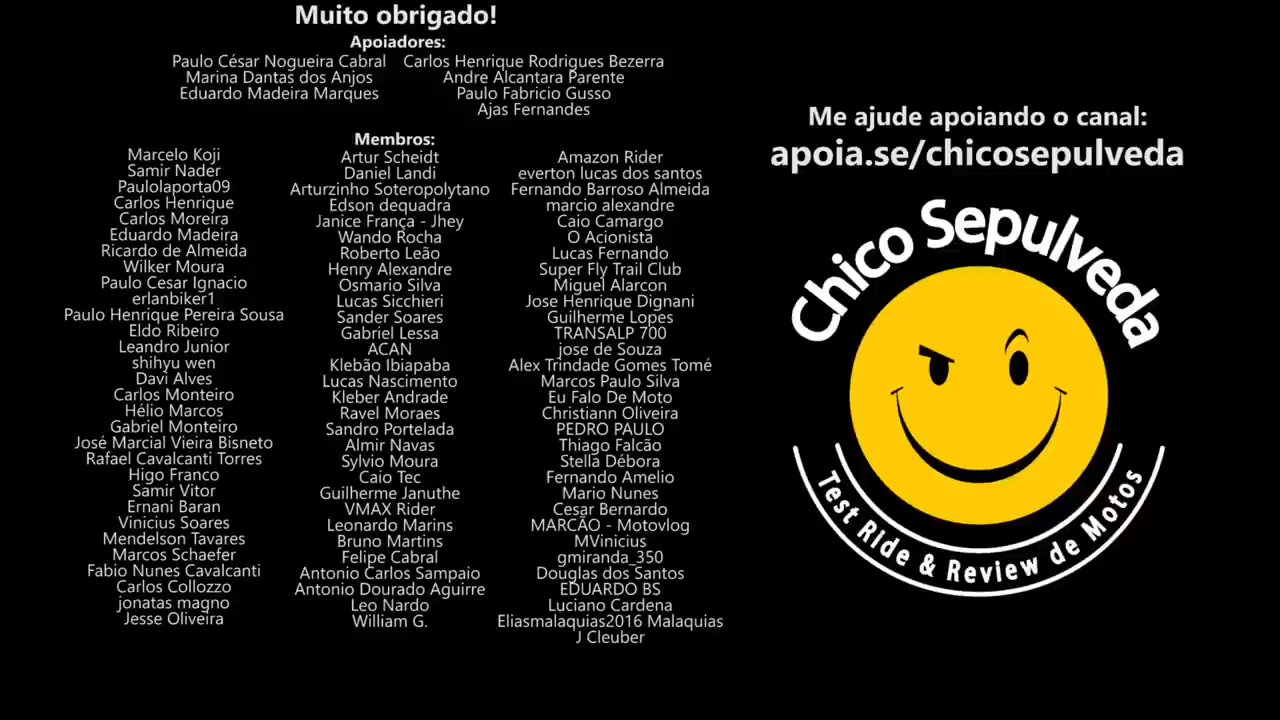 Muito obrigado!
Apoiadores:
Paulo César Nogueira Cabral
Marina Dantas dos Anjos
Eduardo Madeira Marques
Carlos Henrique Rodrigues Bezerra
Andre Alcantara Parente
Paulo Fabricio Gusso
Ajas Fernandes
Membros:
Marcelo Koji
Samir Nader
Paulolaporta09
Carlos Henrique
Carlos Moreira
Eduardo Madeira
Ricardo de Almeida
Wilker Moura
Paulo Cesar Ignacio
erlanbiker1
Paulo Henrique Pereira Sousa
Eldo Ribeiro
Leandro Junior
shihyu wen
Davi Alves
Carlos Monteiro
Hélio Marcos
Gabriel Monteiro
José Marcial Vieira Bisneto
Rafael Cavalcanti Torres
Higo Franco
Samir Vitor
Ernani Baran
Vinicius Soares
Mendelson Tavares
Marcos Schaefer
Fabio Nunes Cavalcanti
Carlos Collozzo
jonatas magno
Jesse Oliveira
Artur Scheidt
Daniel Landi
Arturzinho Soteropolytano
Edson dequadra
Janice França - Jhey
Wando Rocha
Roberto Leão
Henry Alexandre
Osmario Silva
Lucas Sicchieri
Sander Soares
Gabriel Lessa
ACAN
Klebão Ibiapaba
Lucas Nascimento
Kleber Andrade
Ravel Moraes
Sandro Portelada
Almir Navas
Sylvio Moura
Caio Tec
Guilherme Januthe
VMAX Rider
Leonardo Marins
Bruno Martins
Felipe Cabral
Antonio Carlos Sampaio
Antonio Dourado Aguirre
Leo Nardo
William G.
Amazon Rider
everton lucas dos santos
Fernando Barroso Almeida
marcio alexandre
Caio Camargo
O Acionista
Lucas Fernando
Super Fly Trail Club
Miguel Alarcon
Jose Henrique Dignani
Guilherme Lopes
TRANSALP 700
jose de Souza
Alex Trindade Gomes Tomé
Marcos Paulo Silva
Eu Falo De Moto
Christiann Oliveira
PEDRO PAULO
Thiago Falcão
Stella Débora
Fernando Amelio
Mario Nunes
Cesar Bernardo
MARCÃO - Motovlog
MVinicius
gmiranda_350
Douglas dos Santos
EDUARDO BS
Luciano Cardena
Eliasmalaquias2016 Malaquias
J Cleuber
Me ajude apoiando o canal:
apoia.se/chicosepulveda
Chico Sepulveda
Test Ride & Review de Motos